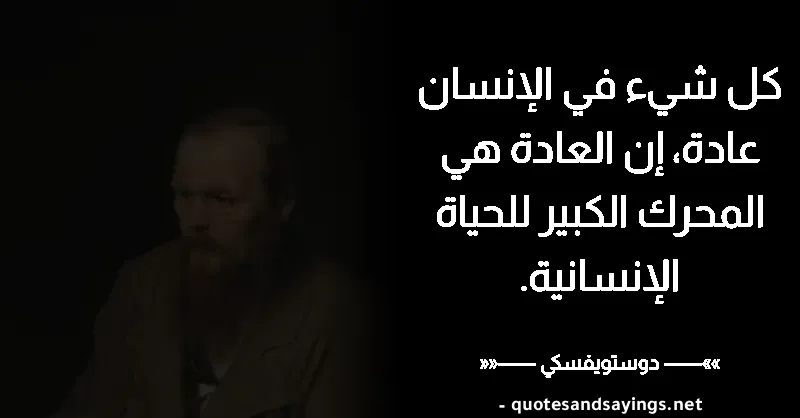 كل شيء في الإنسان
عادة، إن العادة هي
المحرك الكبير للحياة
الإنسانية.
»»—— دوستويفسكي ——««
- quotesandsayings.net